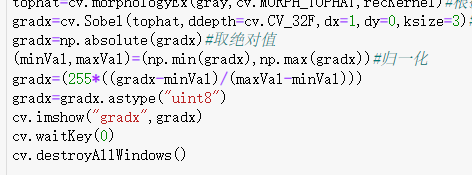 tophat=cv.morphologyEx(gray,cv.MORPH_TOPHAT,recKernel)#
gradx=cv.Sobel(tophat,ddepth=cv.CV_32F,dx=1,dy=0,ksize=3)
gradx=np.absolute(gradx)#取绝对值
(minVal,maxVal)=(np.min(gradx),np.max(gradx))#归一化
gradx=(255*((gradx-minVal)/(maxVal-minVal)))
gradx=gradx.astype("uint8")
cv.imshow("gradx",gradx)
cv.waitKey(0)
cv.destroyAllWindows()